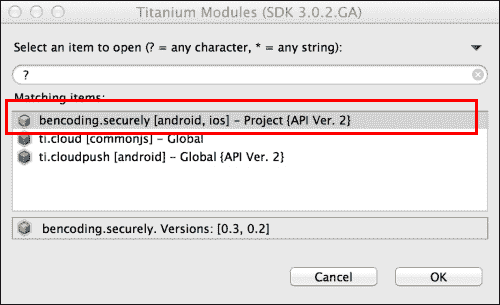 Titanium Modules (SDK 3.0.2.GA)
Select an item to open (? = any character, * = any string):
?
Matching items:
bencoding.securely [android, ios] – Project {API Ver. 2}
ti.cloud [commonjs] – Global
ti.cloudpush [android] – Global {API Ver. 2}
bencoding.securely. Versions: [0.3, 0.2]
Cancel
OK